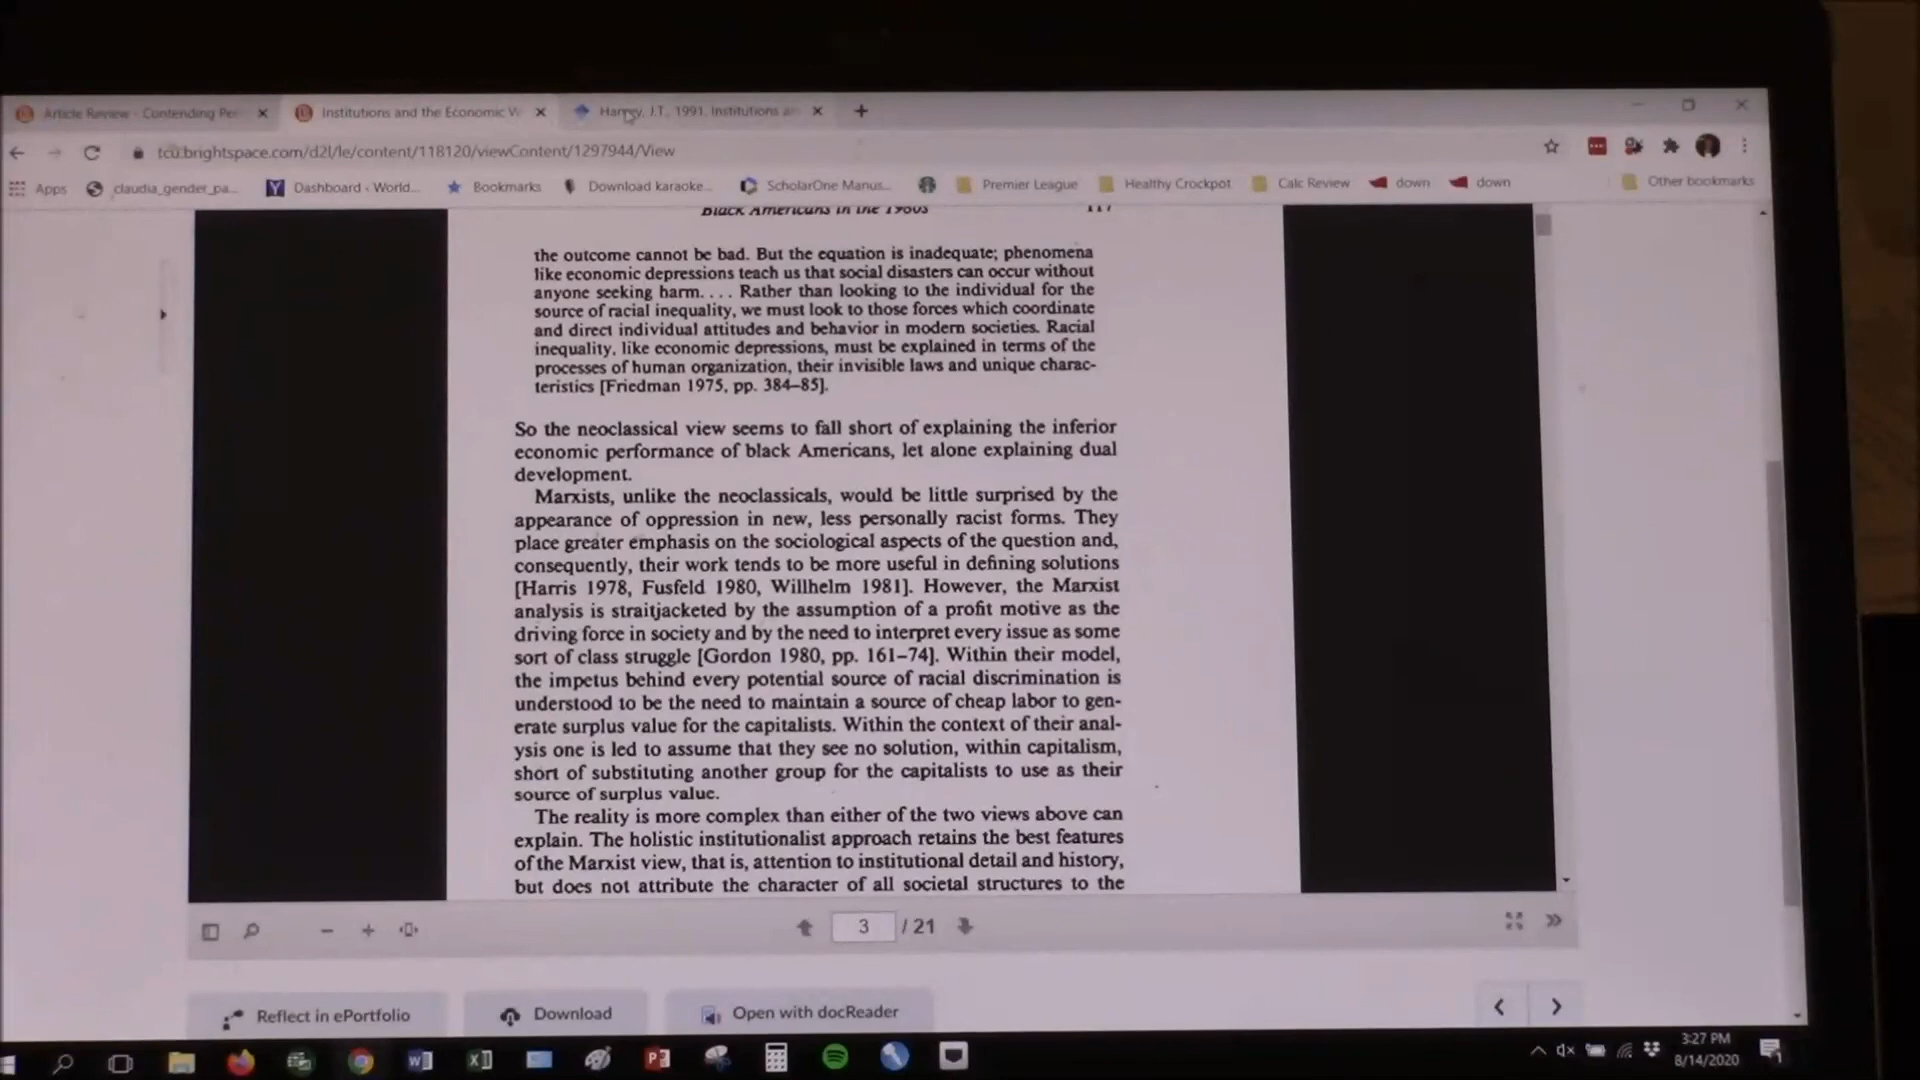 Article Review - Contending Per
Institutions and the Economic W
Harvey, J.T., 1991, Institutions an
tcu.brightspace.com/d2l/le/content/118120/viewContent/1297944/View
Apps
claudia_gender_pa...
Dashboard - World...
Bookmarks
Download karaoke...
ScholarOne Manus...
Premier League
Healthy Crockpot
Calc Review
down
down
Other bookmarks
Black Americans in the 1980s 117
the outcome cannot be bad. But the equation is inadequate; phenomena
like economic depressions teach us that social disasters can occur without
anyone seeking harm. . . . Rather than looking to the individual for the
source of racial inequality, we must look to those forces which coordinate
and direct individual attitudes and behavior in modern societies. Racial
inequality, like economic depressions, must be explained in terms of the
processes of human organization, their invisible laws and unique charac-
teristics [Friedman 1975, pp. 384–85].
So the neoclassical view seems to fall short of explaining the inferior
economic performance of black Americans, let alone explaining dual
development.
Marxists, unlike the neoclassicals, would be little surprised by the
appearance of oppression in new, less personally racist forms. They
place greater emphasis on the sociological aspects of the question and,
consequently, their work tends to be more useful in defining solutions
[Harris 1978, Fusfeld 1980, Willhelm 1981]. However, the Marxist
analysis is straitjacketed by the assumption of a profit motive as the
driving force in society and by the need to interpret every issue as some
sort of class struggle [Gordon 1980, pp. 161–74]. Within their model,
the impetus behind every potential source of racial discrimination is
understood to be the need to maintain a source of cheap labor to gen-
erate surplus value for the capitalists. Within the context of their anal-
ysis one is led to assume that they see no solution, within capitalism,
short of substituting another group for the capitalists to use as their
source of surplus value.
The reality is more complex than either of the two views above can
explain. The holistic institutionalist approach retains the best features
of the Marxist view, that is, attention to institutional detail and history,
but does not attribute the character of all societal structures to the
3 / 21
Reflect in ePortfolio
Download
Open with docReader
3:27 PM
8/14/2020